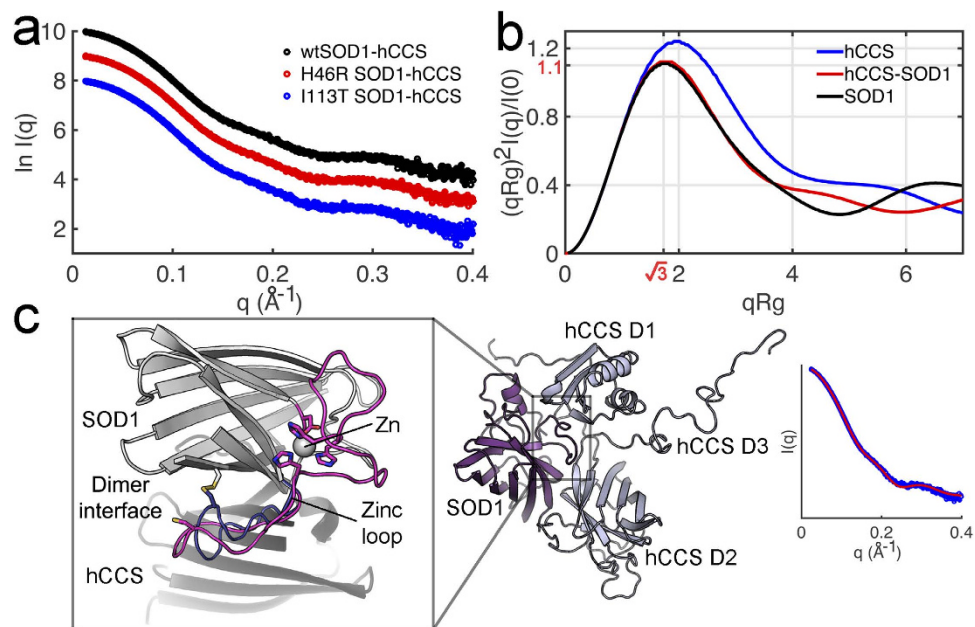 a
10
8
6
4
2
ln I(q)
wtSOD1-hCCS
H46R SOD1-hCCS
I113T SOD1-hCCS
0 0.1 0.2 0.3 0.4
q (Å-1)
b
1.2
1.1
0.8
0.4
0
(qRg)2I(q)/I(0)
hCCS
hCCS-SOD1
SOD1
0 √3 2 4 6
qRg
c
SOD1
Zn
Dimer
interface
Zinc
loop
hCCS
hCCS D1
hCCS D3
SOD1
hCCS D2
I(q)
0 0.2 0.4
q (Å-1)